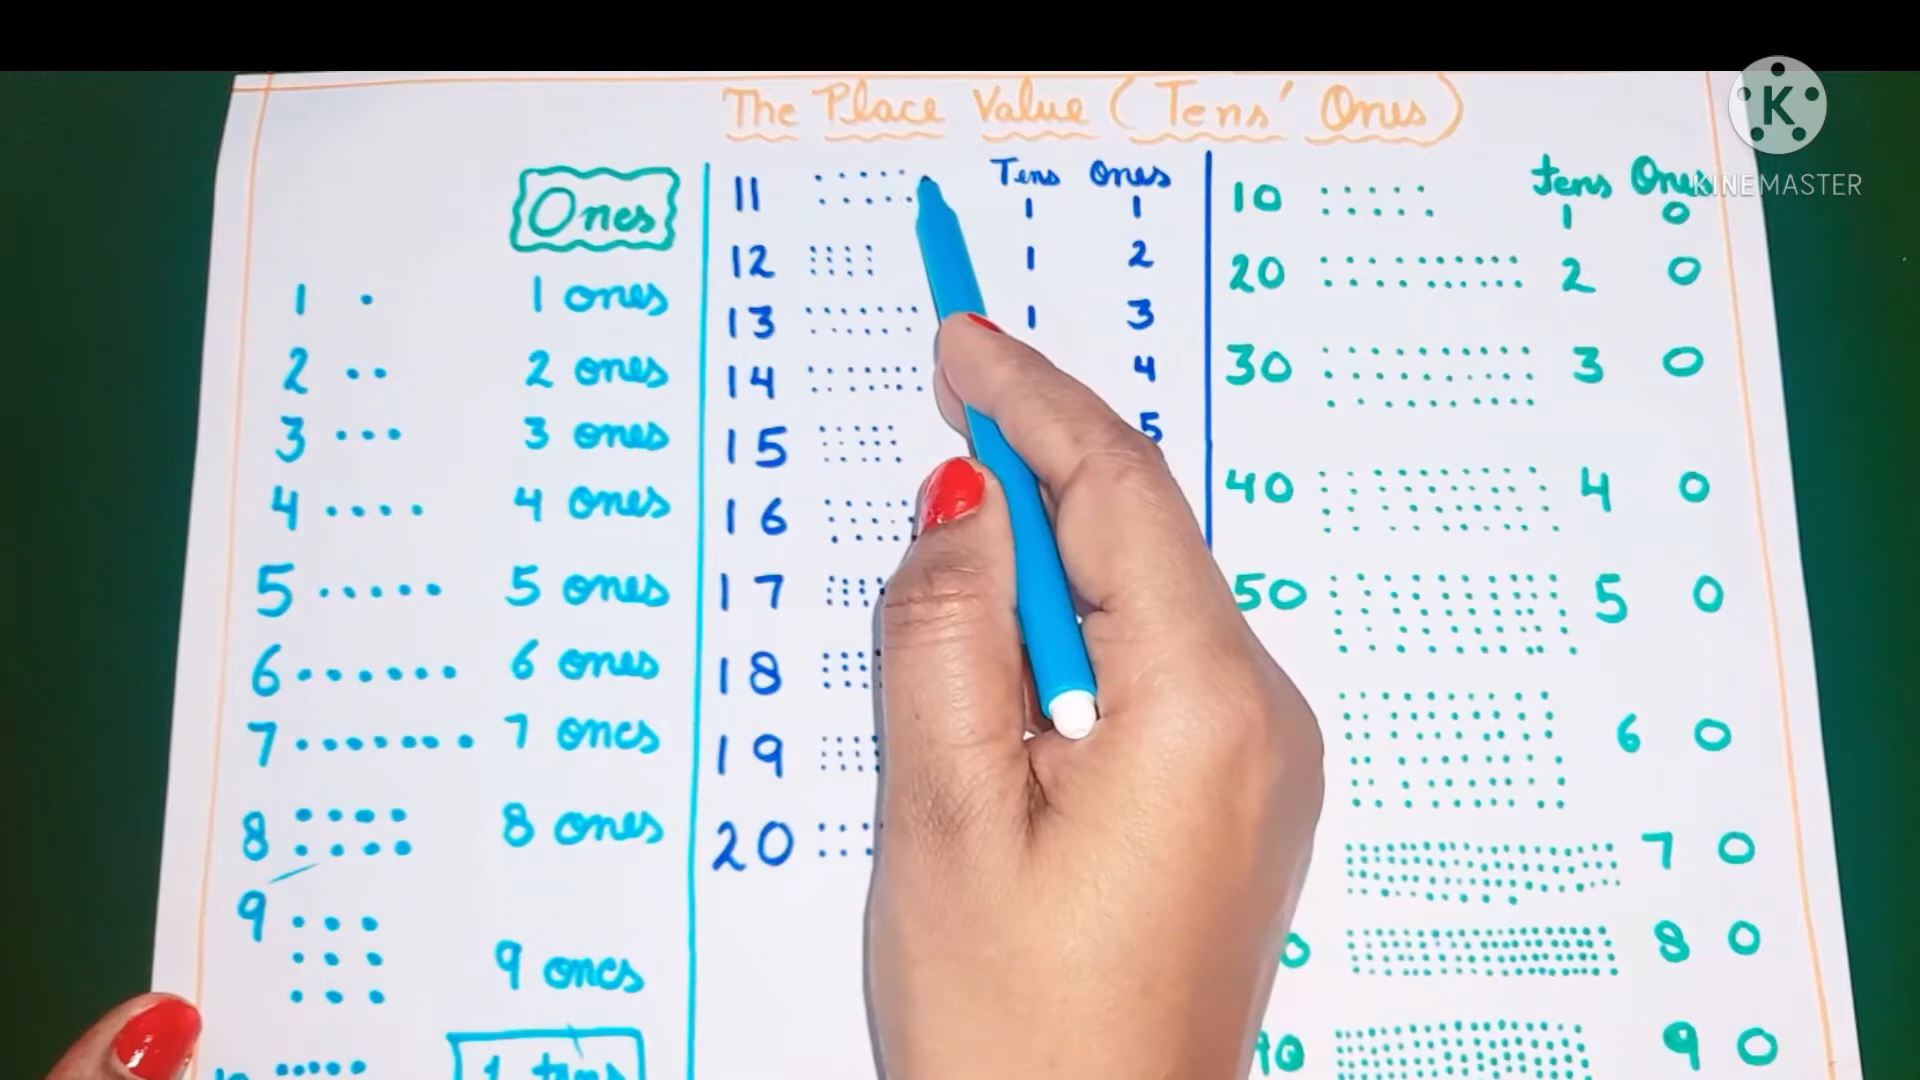 The Place Value (Tens' Ones)
K
KINEMASTER
Ones
1 1 ones
2 2 ones
3 3 ones
4 4 ones
5 5 ones
6 6 ones
7 7 ones
8 8 ones
9
9 ones
1 tens
Tens Ones
11 1 1
12 1 2
13 1 3
14 4
15 5
16
17
18
19
20
tens Ones
10 1 0
20 2 0
30 3 0
40 4 0
50 5 0
6 0
7 0
0 8 0
90 9 0